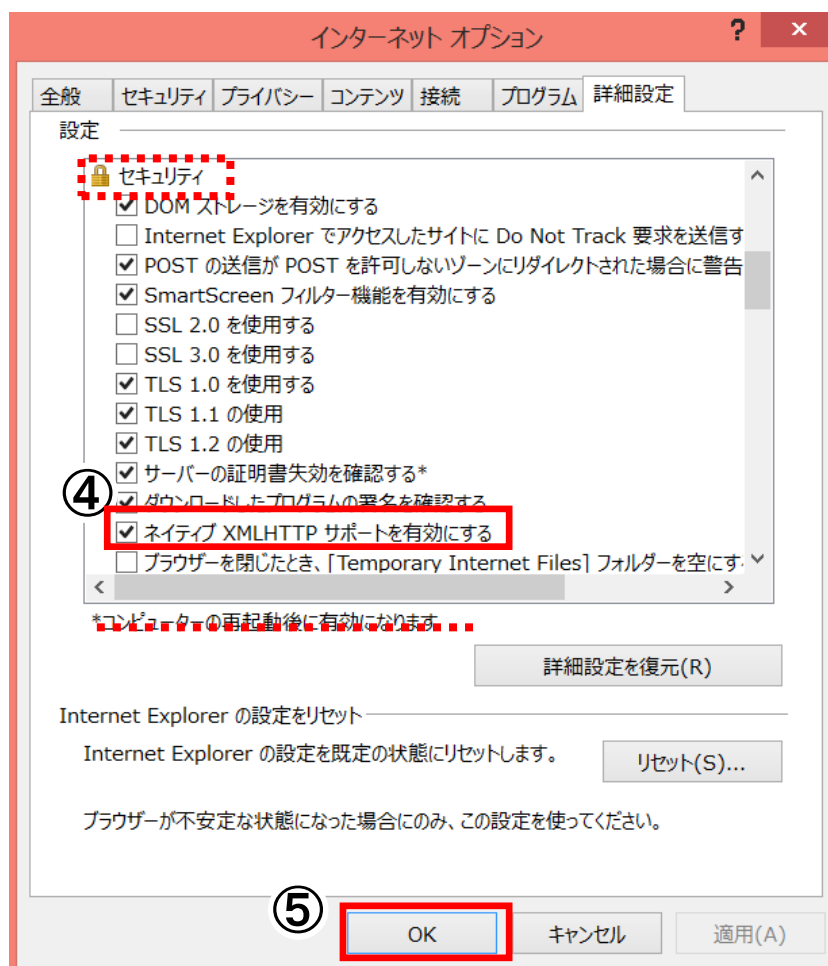 インターネット オプション ? ×
全般 セキュリティ プライバシー コンテンツ 接続 プログラム 詳細設定
設定
セキュリティ
DOM ストレージを有効にする
Internet Explorer でアクセスしたサイトに Do Not Track 要求を送信す
POST の送信が POST を許可しないゾーンにリダイレクトされた場合に警告
SmartScreen フィルター機能を有効にする
SSL 2.0 を使用する
SSL 3.0 を使用する
TLS 1.0 を使用する
TLS 1.1 の使用
TLS 1.2 の使用
サーバーの証明書失効を確認する*
④
ダウンロードしたプログラムの署名を確認する
ネイティブ XMLHTTP サポートを有効にする
ブラウザーを閉じたとき、[Temporary Internet Files] フォルダーを空にす
*コンピューターの再起動後に有効になります
詳細設定を復元(R)
Internet Explorer の設定をリセット
Internet Explorer の設定を既定の状態にリセットします。
リセット(S)...
ブラウザーが不安定な状態になった場合にのみ、この設定を使ってください。
⑤
OK キャンセル 適用(A)